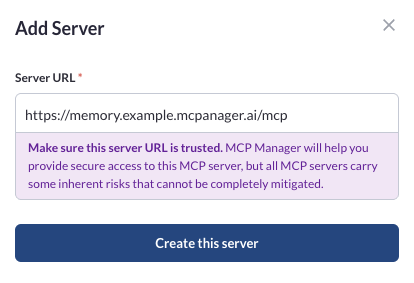 Add Server
Server URL *
https://memory.example.mcpanager.ai/mcp
Make sure this server URL is trusted. MCP Manager will help you
provide secure access to this MCP server, but all MCP servers carry
some inherent risks that cannot be completely mitigated.
Create this server